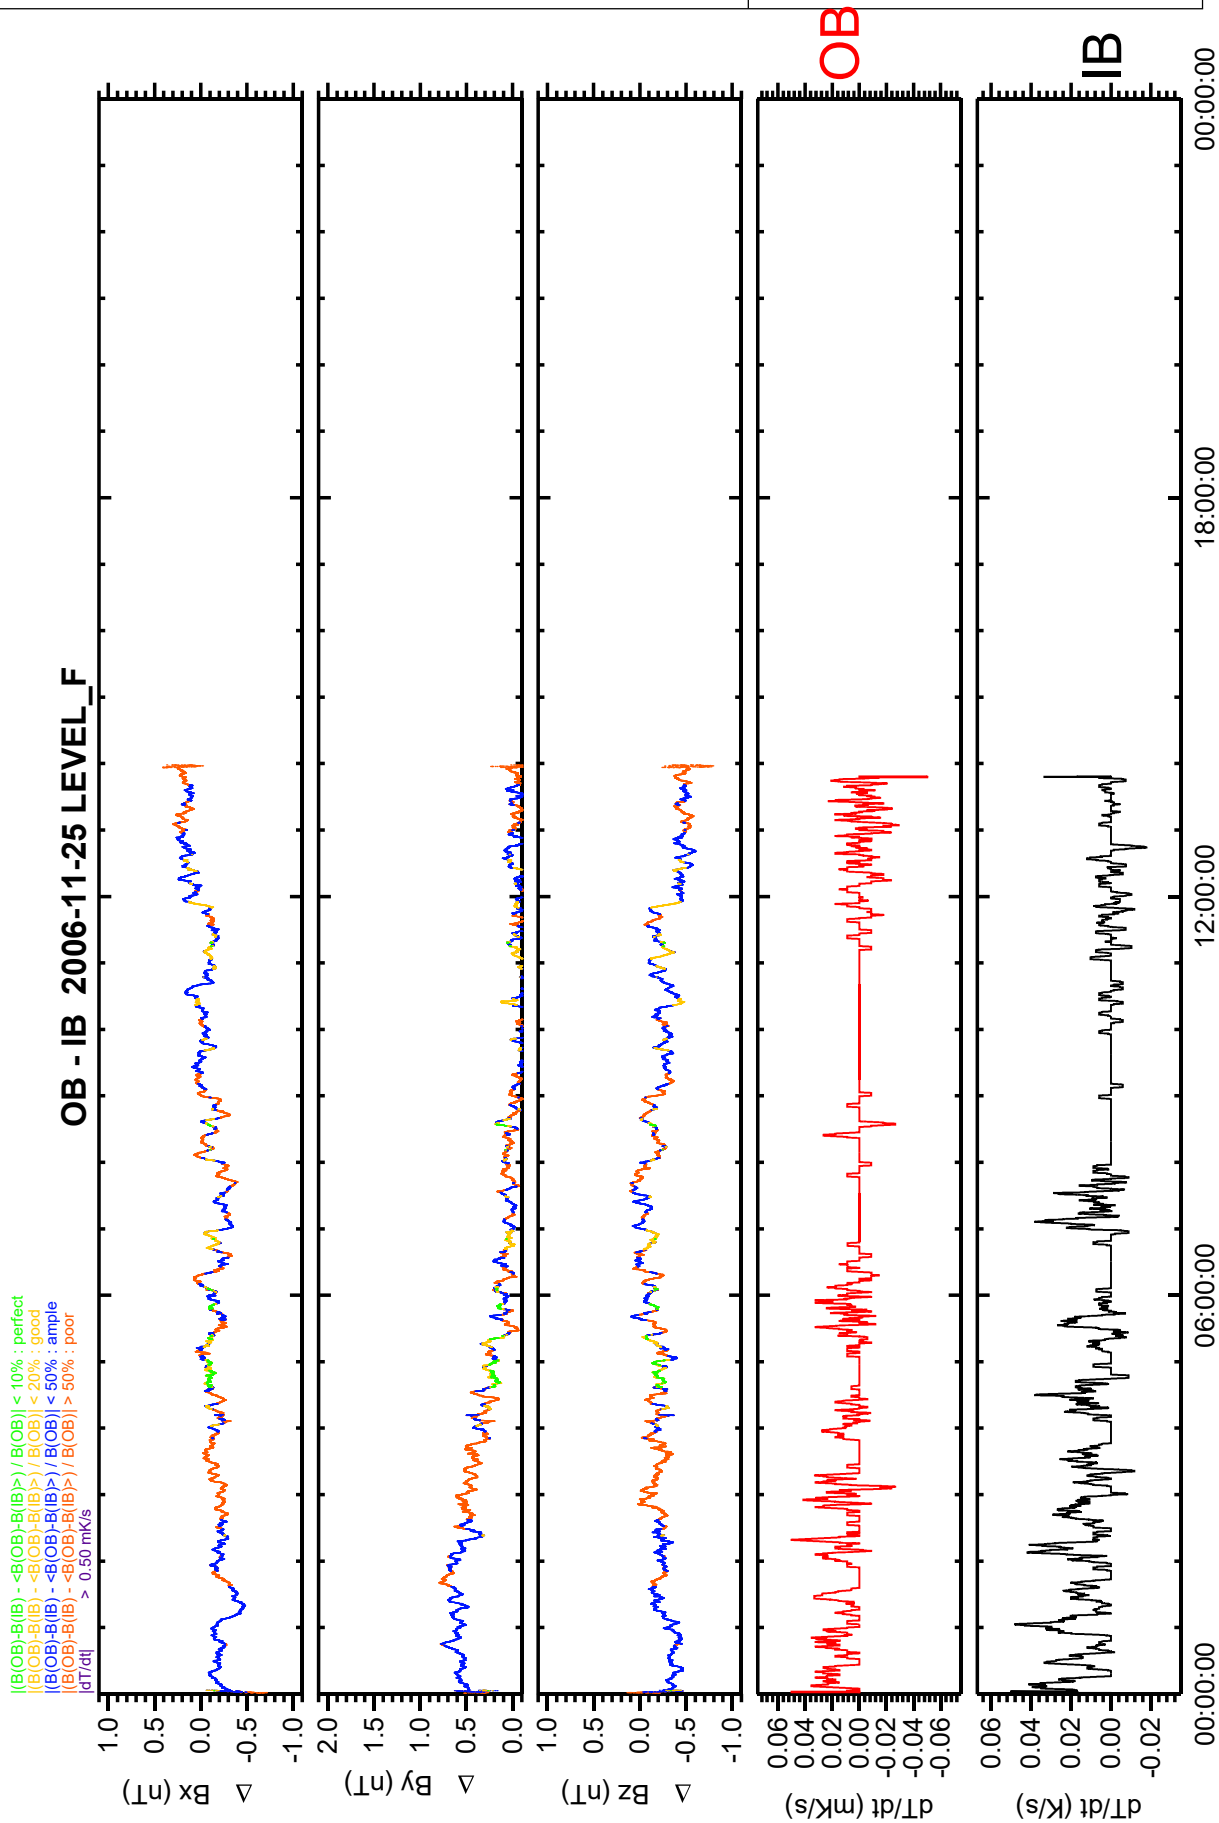 OB - IB 2006-11-25 LEVEL_F
|(B(OB)-B(IB) - <B(OB)-B(IB)>) / B(OB)| < 10% : perfect
|(B(OB)-B(IB) - <B(OB)-B(IB)>) / B(OB)| < 20% : good
|(B(OB)-B(IB) - <B(OB)-B(IB)>) / B(OB)| < 50% : ample
|(B(OB)-B(IB) - <B(OB)-B(IB)>) / B(OB)| > 50% : poor
|dT/dt| > 0.50 mK/s
Δ Bx (nT)
1.0
0.5
0.0
-0.5
-1.0
Δ By (nT)
2.0
1.5
1.0
0.5
0.0
Δ Bz (nT)
1.0
0.5
0.0
-0.5
-1.0
dT/dt (mK/s)
0.06
0.04
0.02
0.00
-0.02
-0.04
-0.06
OB
dT/dt (K/s)
0.06
0.04
0.02
0.00
-0.02
IB
00:00:00
06:00:00
12:00:00
18:00:00
00:00:00